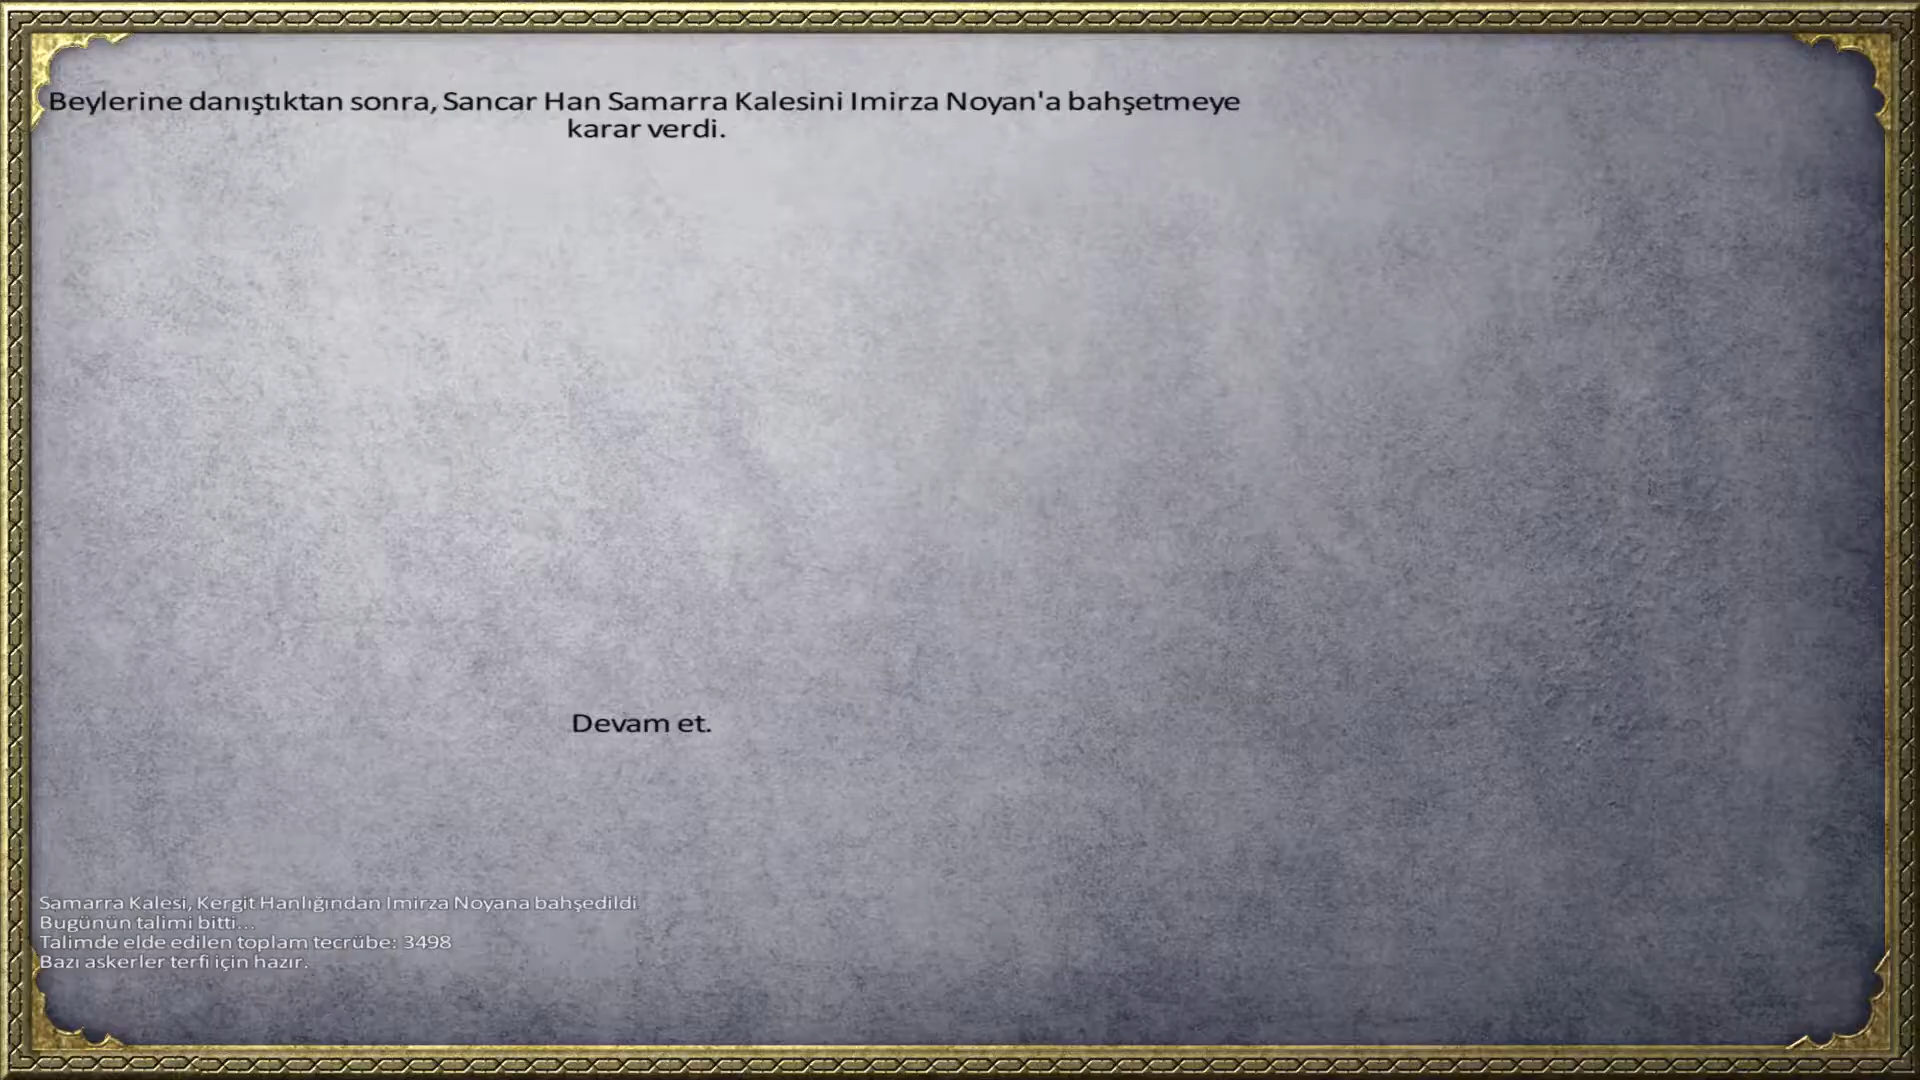 Beylerine danıştıktan sonra, Sancar Han Samarra Kalesini Imirza Noyan'a bahşetmeye
karar verdi.
Devam et.
Samarra Kalesi, Kergit Hanlığından Imirza Noyana bahşedildi
Bugünün talimi bitti...
Talimde elde edilen toplam tecrübe: 3498
Bazı askerler terfi için hazır.